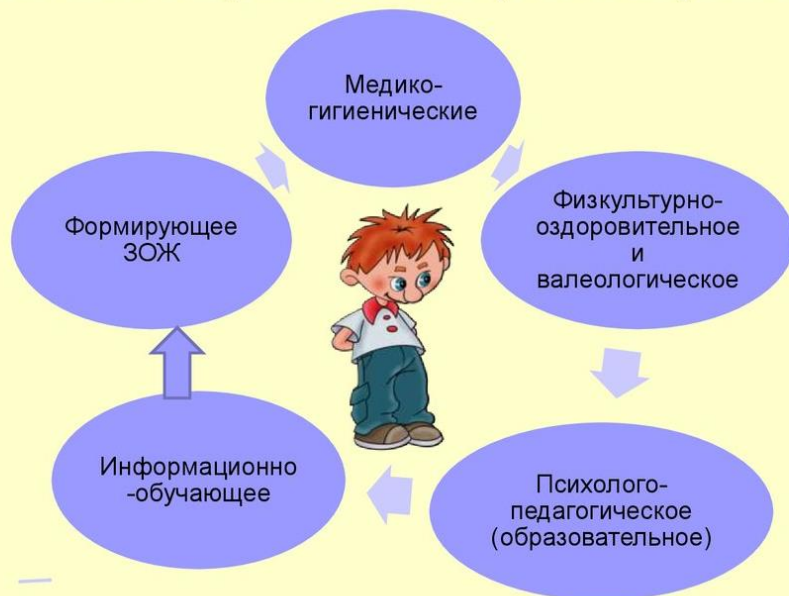 Медико-
гигиенические
Физкультурно-
оздоровительное
и
валеологическое
Психолого-
педагогическое
(образовательное)
Информационно
-обучающее
Формирующее
ЗОЖ